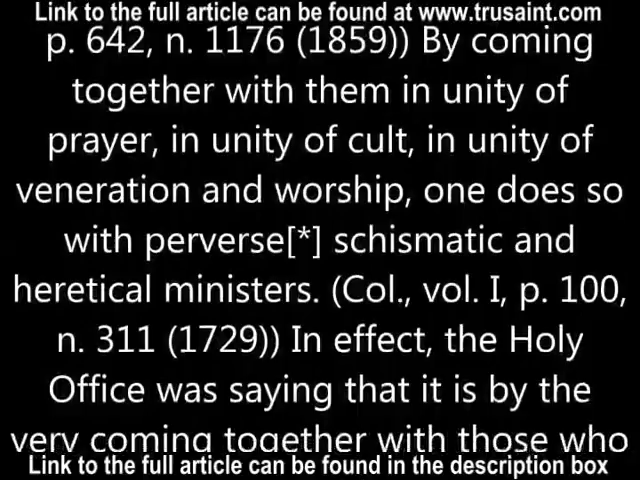 Link to the full article can be found at www.trusaint.com
p. 642, n. 1176 (1859)) By coming
together with them in unity of
prayer, in unity of cult, in unity of
veneration and worship, one does so
with perverse[*] schismatic and
heretical ministers. (Col., vol. I, p. 100,
n. 311 (1729)) In effect, the Holy
Office was saying that it is by the
very coming together with those who
Link to the full article can be found in the description box